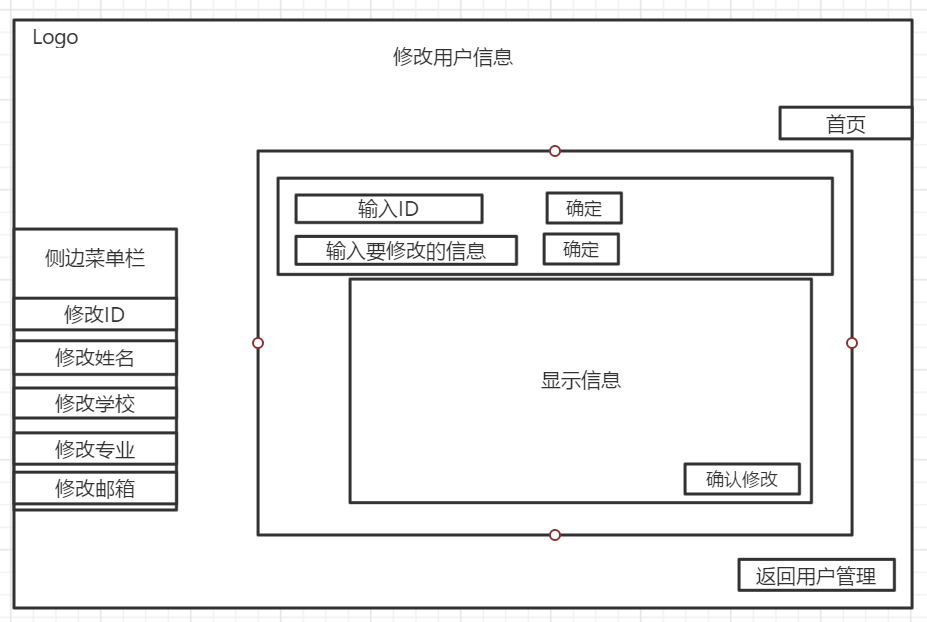 Logo
修改用户信息
首页
输入ID
确定
输入要修改的信息
确定
侧边菜单栏
修改ID
修改姓名
修改学校
修改专业
修改邮箱
显示信息
确认修改
返回用户管理